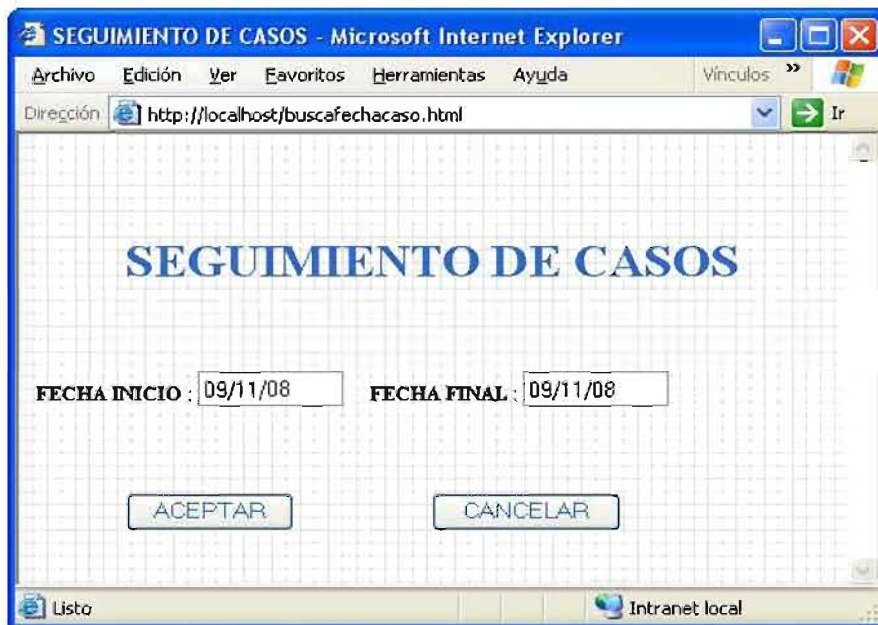 SEGUIMIENTO DE CASOS - Microsoft Internet Explorer
Archivo Edición Ver Favoritos Herramientas Ayuda Vínculos »
Dirección http://localhost/buscafechacaso.html Ir
SEGUIMIENTO DE CASOS
FECHA INICIO : 09/11/08 FECHA FINAL : 09/11/08
ACEPTAR CANCELAR
Listo Intranet local